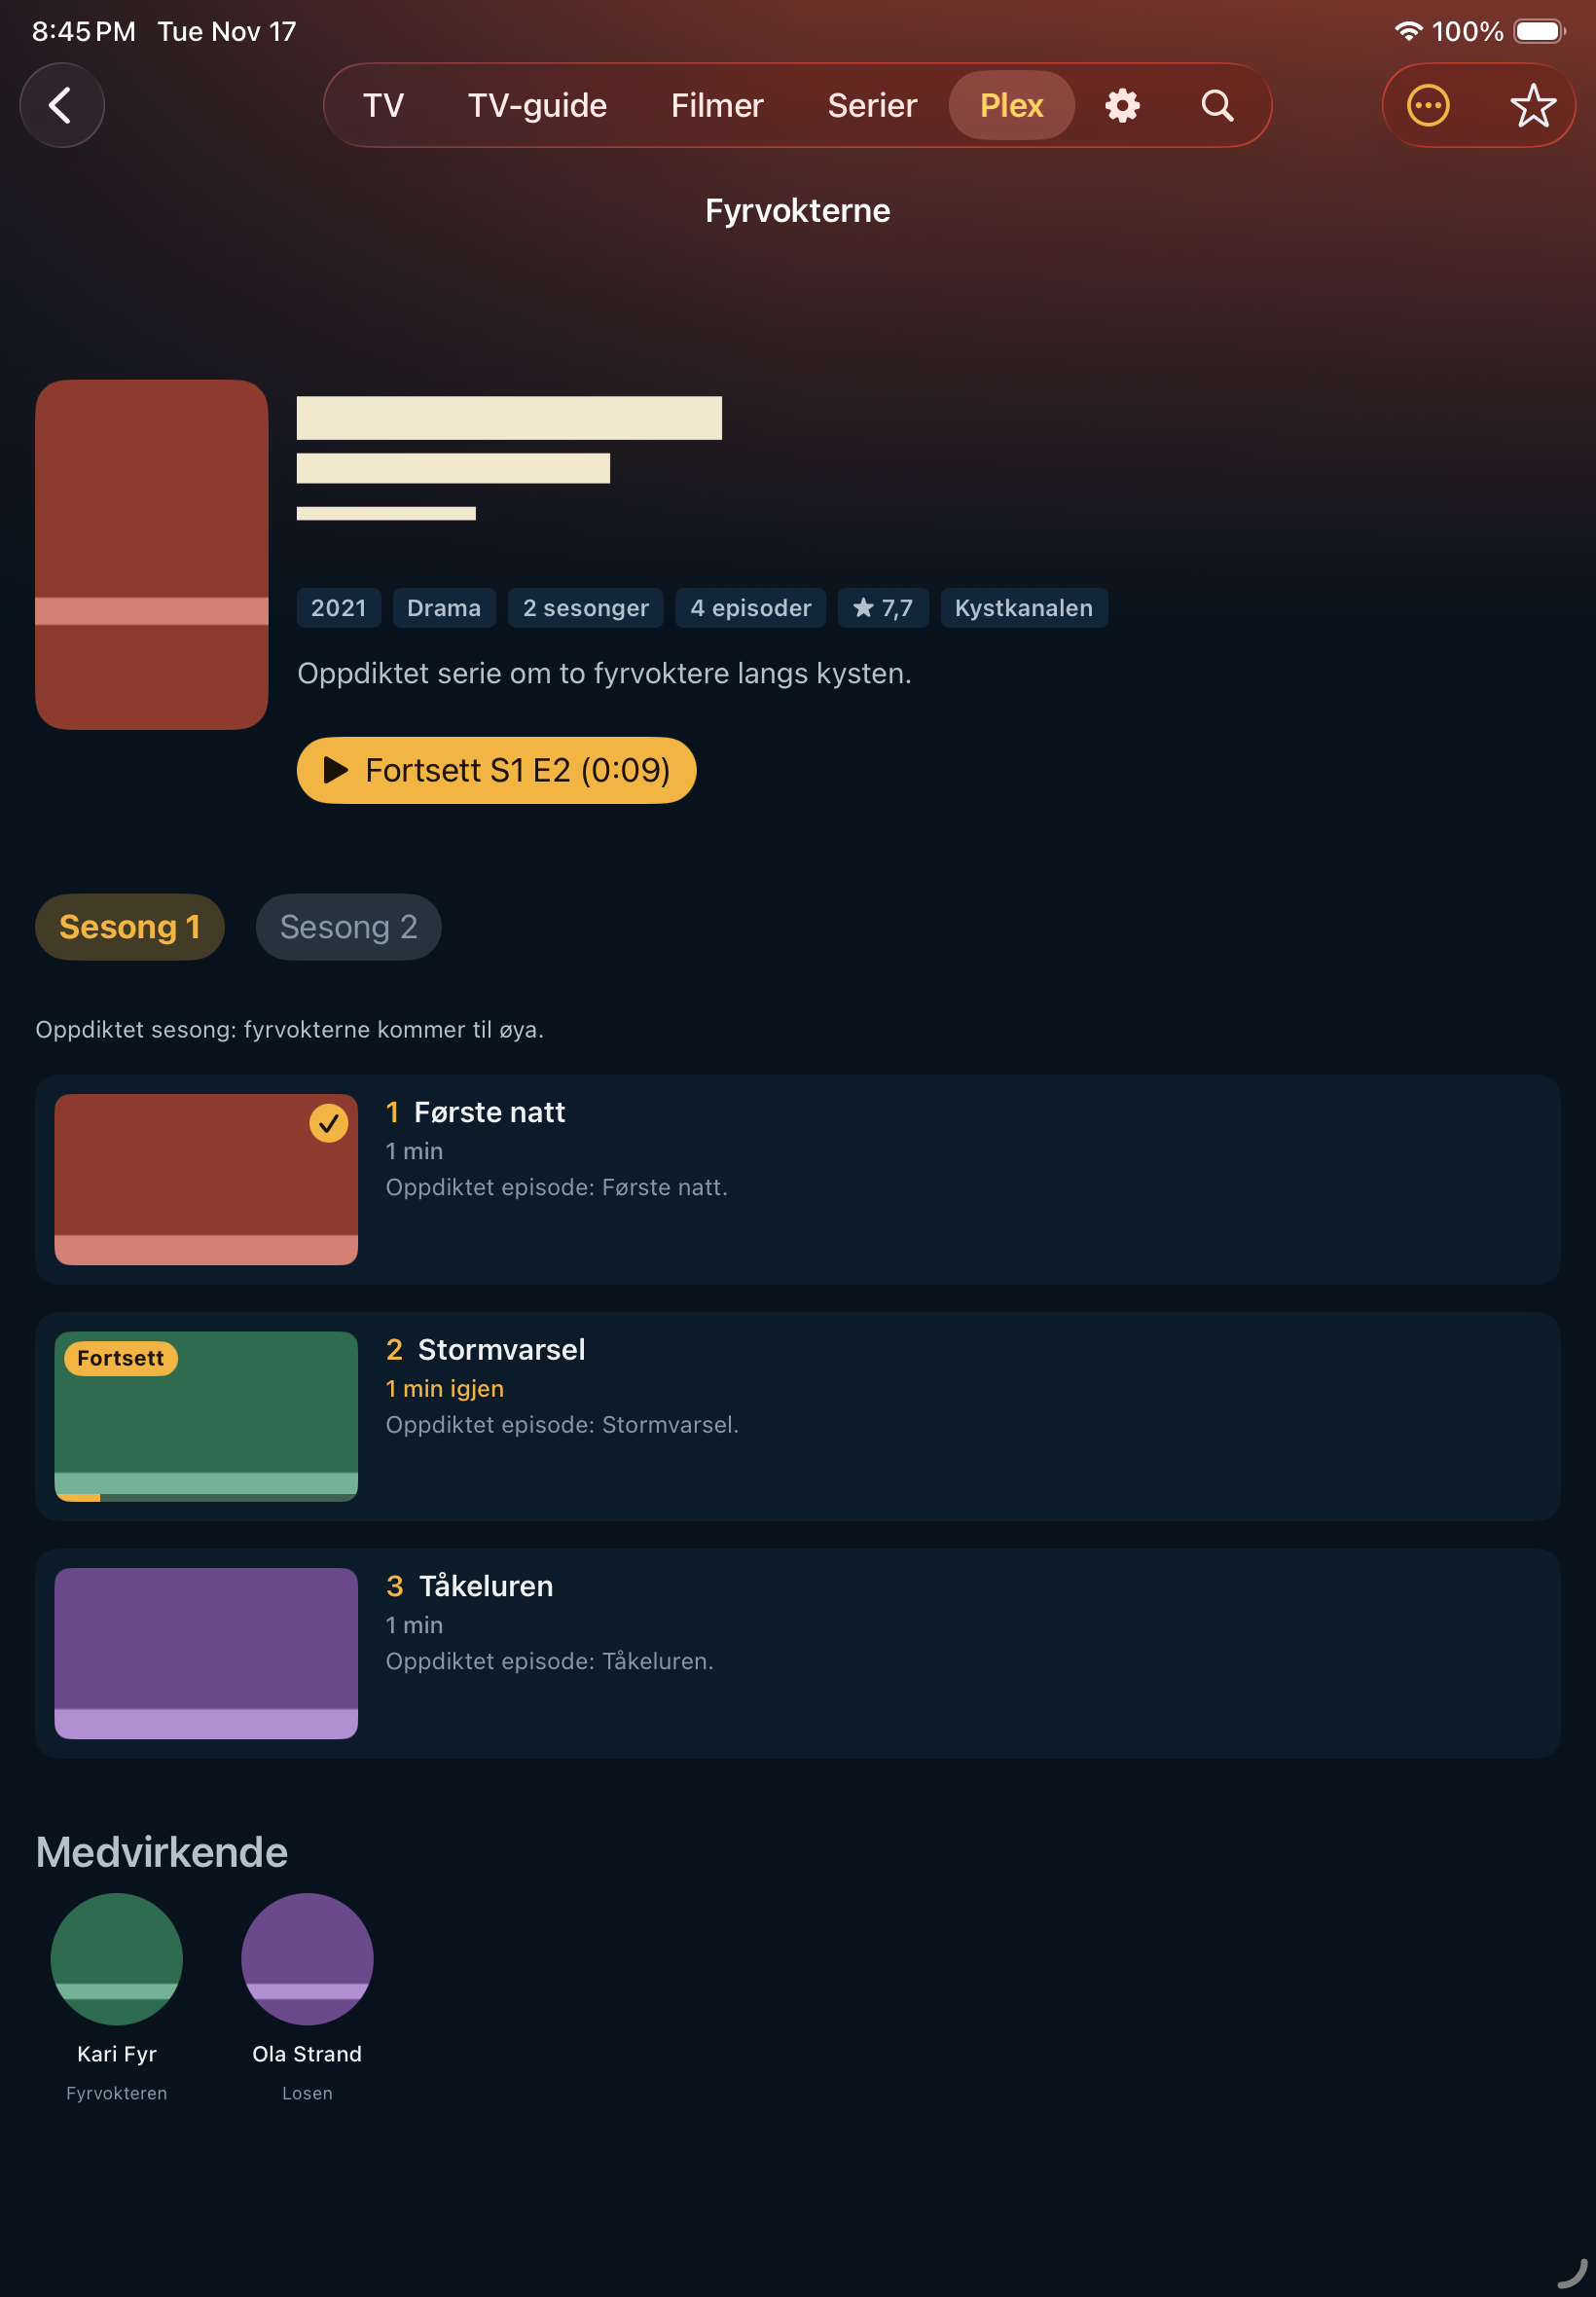 8:45 PM Tue Nov 17 100%
TV TV-guide Filmer Serier Plex
Fyrvokterne
2021 Drama 2 sesonger 4 episoder ★ 7,7 Kystkanalen
Oppdiktet serie om to fyrvoktere langs kysten.
Fortsett S1 E2 (0:09)
Sesong 1 Sesong 2
Oppdiktet sesong: fyrvokterne kommer til øya.
1 Første natt
1 min
Oppdiktet episode: Første natt.
Fortsett
2 Stormvarsel
1 min igjen
Oppdiktet episode: Stormvarsel.
3 Tåkeluren
1 min
Oppdiktet episode: Tåkeluren.
Medvirkende
Kari Fyr Ola Strand
Fyrvokteren Losen